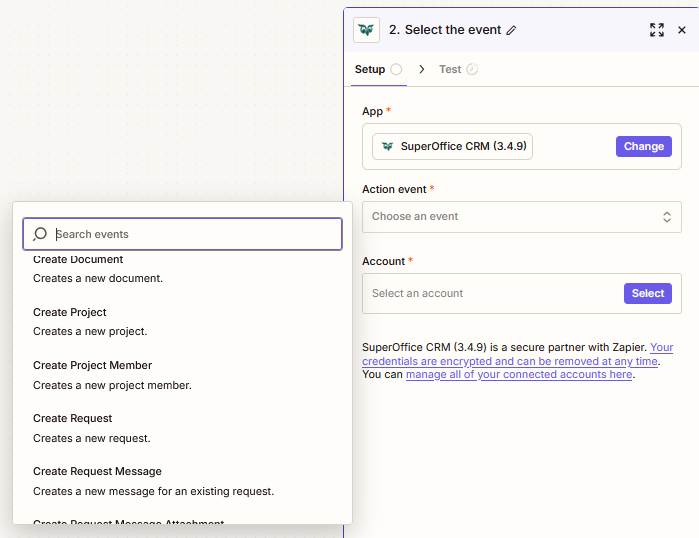 2. Select the event
Setup
Test
App *
SuperOffice CRM (3.4.9)
Change
Action event *
Choose an event
Account *
Select an account
Select
SuperOffice CRM (3.4.9) is a secure partner with Zapier. Your
credentials are encrypted and can be removed at any time.
You can manage all of your connected accounts here.
Search events
Create Document
Creates a new document.
Create Project
Creates a new project.
Create Project Member
Creates a new project member.
Create Request
Creates a new request.
Create Request Message
Creates a new message for an existing request.
Create Request Message Attachment